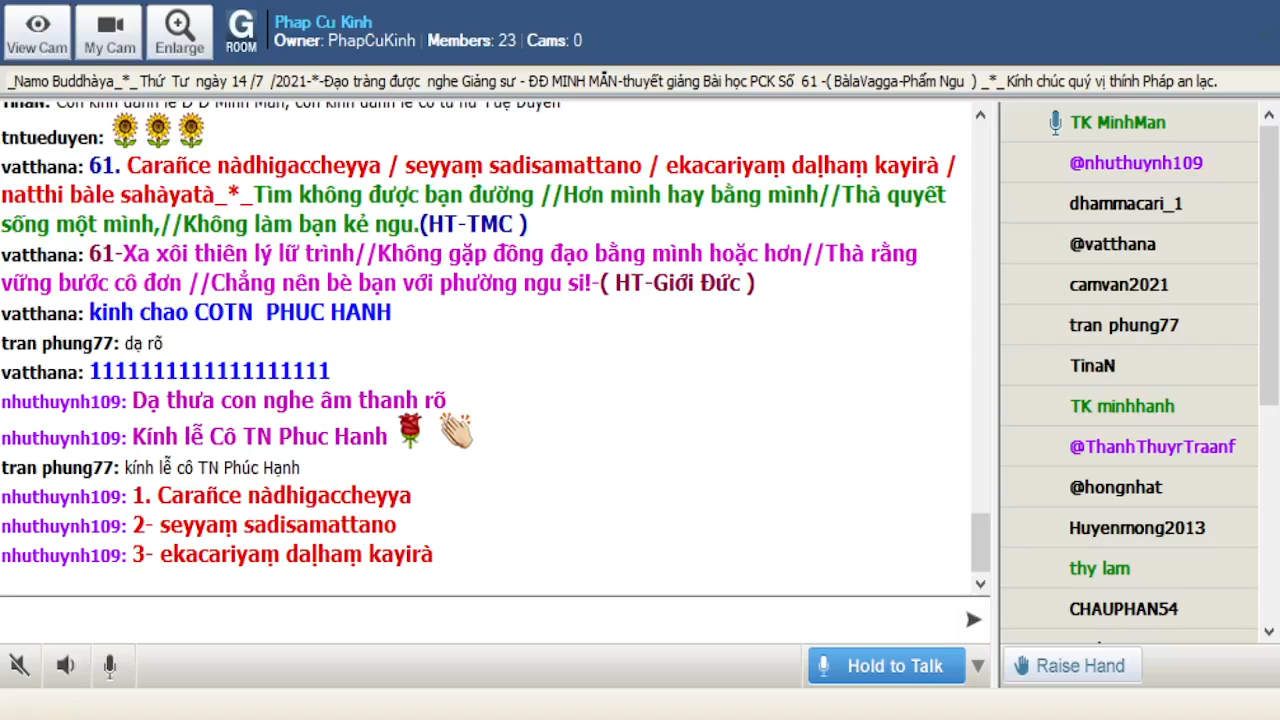 View Cam
My Cam
Enlarge
G
ROOM
Phap Cu Kinh
Owner: PhapCuKinh | Members: 23 | Cams: 0
_Namo Buddhàya_*_Thứ Tư ngày 14 /7 /2021-*-Đạo tràng được nghe Giảng sư - ĐĐ MINH MẪN-thuyết giảng Bài học PCK Số 61 -( BàlaVagga-Phẩm Ngu ) _*_Kính chúc quý vị thính Pháp an lạc.
tntueduyen:
vatthana: 61. Carañce nàdhigaccheyya / seyyaṃ sadisamattano / ekacariyaṃ daḷhaṃ kayirà /
natthi bàle sahàyatà_*_Tìm không được bạn đường //Hơn mình hay bằng mình//Thà quyết
sống một mình,//Không làm bạn kẻ ngu.(HT-TMC )
vatthana: 61-Xa xôi thiên lý lữ trình//Không gặp đồng đạo bằng mình hoặc hơn//Thà rằng
vững bước cô đơn //Chẳng nên bè bạn với phường ngu si!-( HT-Giới Đức )
vatthana: kinh chao COTN PHUC HANH
tran phung77: dạ rõ
vatthana: 1111111111111111111
nhuthuynh109: Dạ thưa con nghe âm thanh rõ
nhuthuynh109: Kính lễ Cô TN Phuc Hanh
tran phung77: kính lễ cô TN Phúc Hạnh
nhuthuynh109: 1. Carañce nàdhigaccheyya
nhuthuynh109: 2- seyyaṃ sadisamattano
nhuthuynh109: 3- ekacariyaṃ daḷhaṃ kayirà
TK MinhMan
@nhuthuynh109
dhammacari_1
@vatthana
camvan2021
tran phung77
TinaN
TK minhhanh
@ThanhThuyrTraanf
@hongnhat
Huyenmong2013
thy lam
CHAUPHAN54
Hold to Talk
Raise Hand